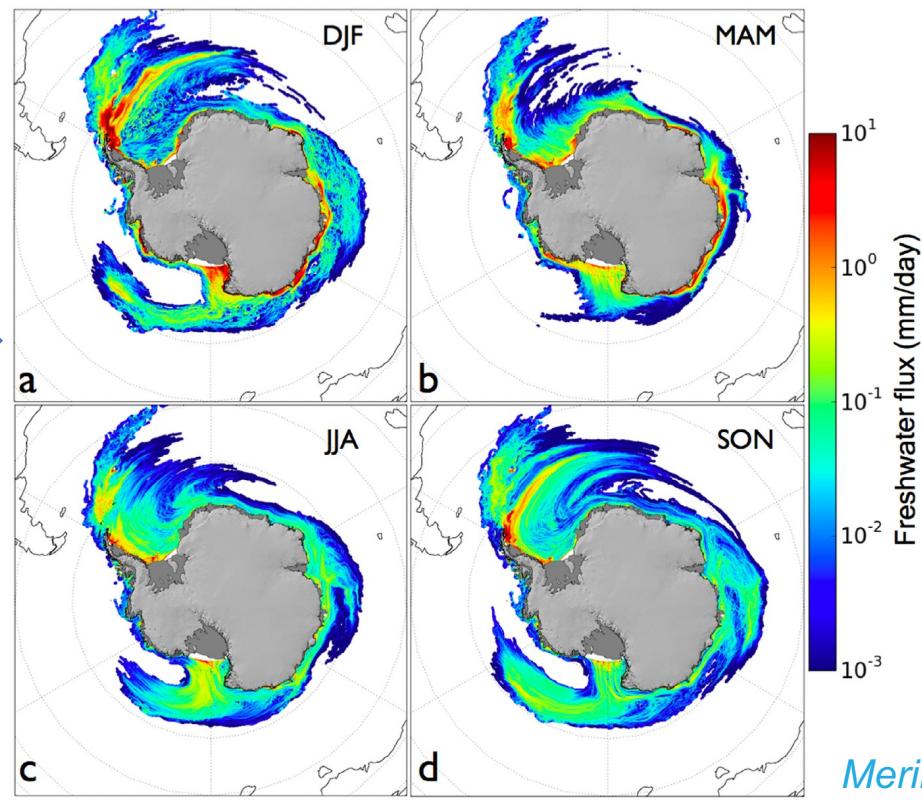 DJF
MAM
a
b
JJA
SON
c
d
10¹
10⁰
10⁻¹
10⁻²
10⁻³
Freshwater flux (mm/day)